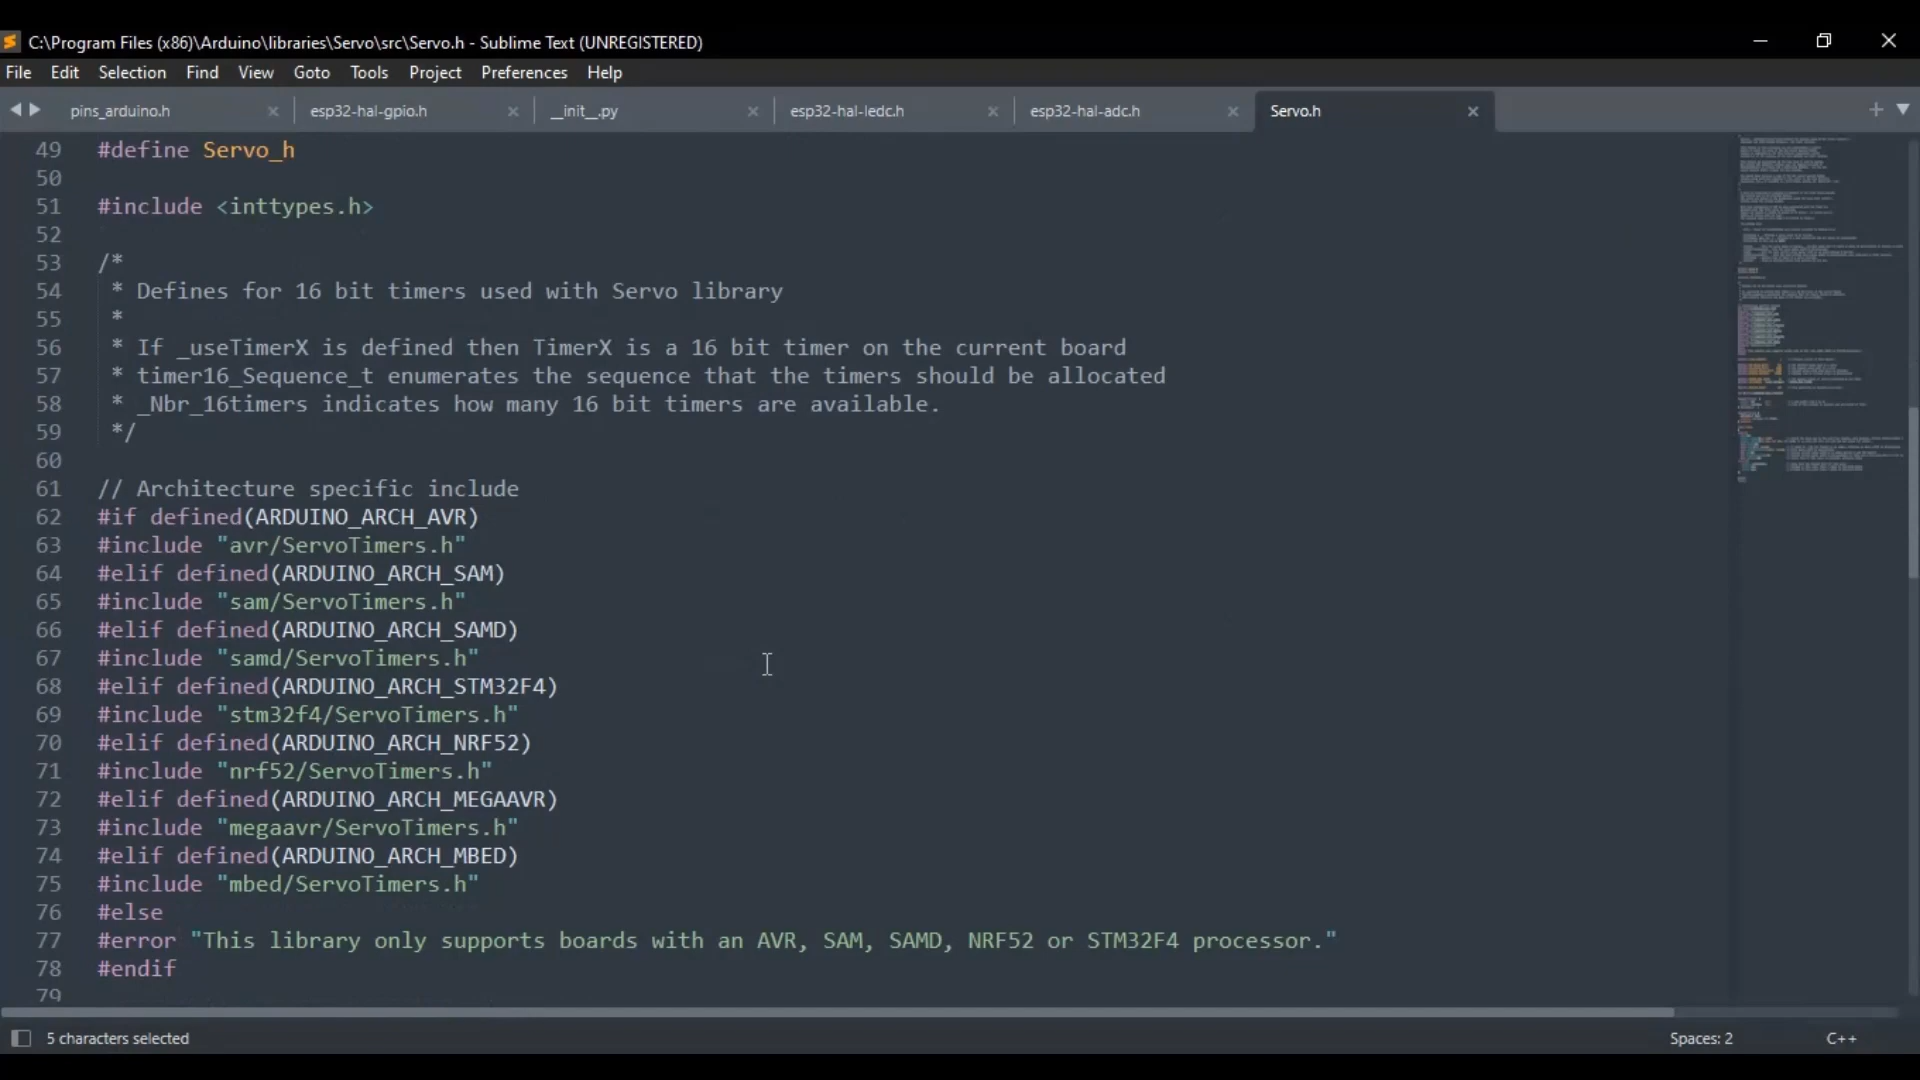 C:\Program Files (x86)\Arduino\libraries\Servo\src\Servo.h - Sublime Text (UNREGISTERED)
File Edit Selection Find View Goto Tools Project Preferences Help
pins_arduino.h esp32-hal-gpio.h __init__.py esp32-hal-ledc.h esp32-hal-adc.h Servo.h
49 #define Servo_h
50
51 #include <inttypes.h>
52
53 /*
54 * Defines for 16 bit timers used with Servo library
55 *
56 * If _useTimerX is defined then TimerX is a 16 bit timer on the current board
57 * timer16_Sequence_t enumerates the sequence that the timers should be allocated
58 * _Nbr_16timers indicates how many 16 bit timers are available.
59 */
60
61 // Architecture specific include
62 #if defined(ARDUINO_ARCH_AVR)
63 #include "avr/ServoTimers.h"
64 #elif defined(ARDUINO_ARCH_SAM)
65 #include "sam/ServoTimers.h"
66 #elif defined(ARDUINO_ARCH_SAMD)
67 #include "samd/ServoTimers.h"
68 #elif defined(ARDUINO_ARCH_STM32F4)
69 #include "stm32f4/ServoTimers.h"
70 #elif defined(ARDUINO_ARCH_NRF52)
71 #include "nrf52/ServoTimers.h"
72 #elif defined(ARDUINO_ARCH_MEGAAVR)
73 #include "megaavr/ServoTimers.h"
74 #elif defined(ARDUINO_ARCH_MBED)
75 #include "mbed/ServoTimers.h"
76 #else
77 #error "This library only supports boards with an AVR, SAM, SAMD, NRF52 or STM32F4 processor."
78 #endif
79
5 characters selected Spaces: 2 C++